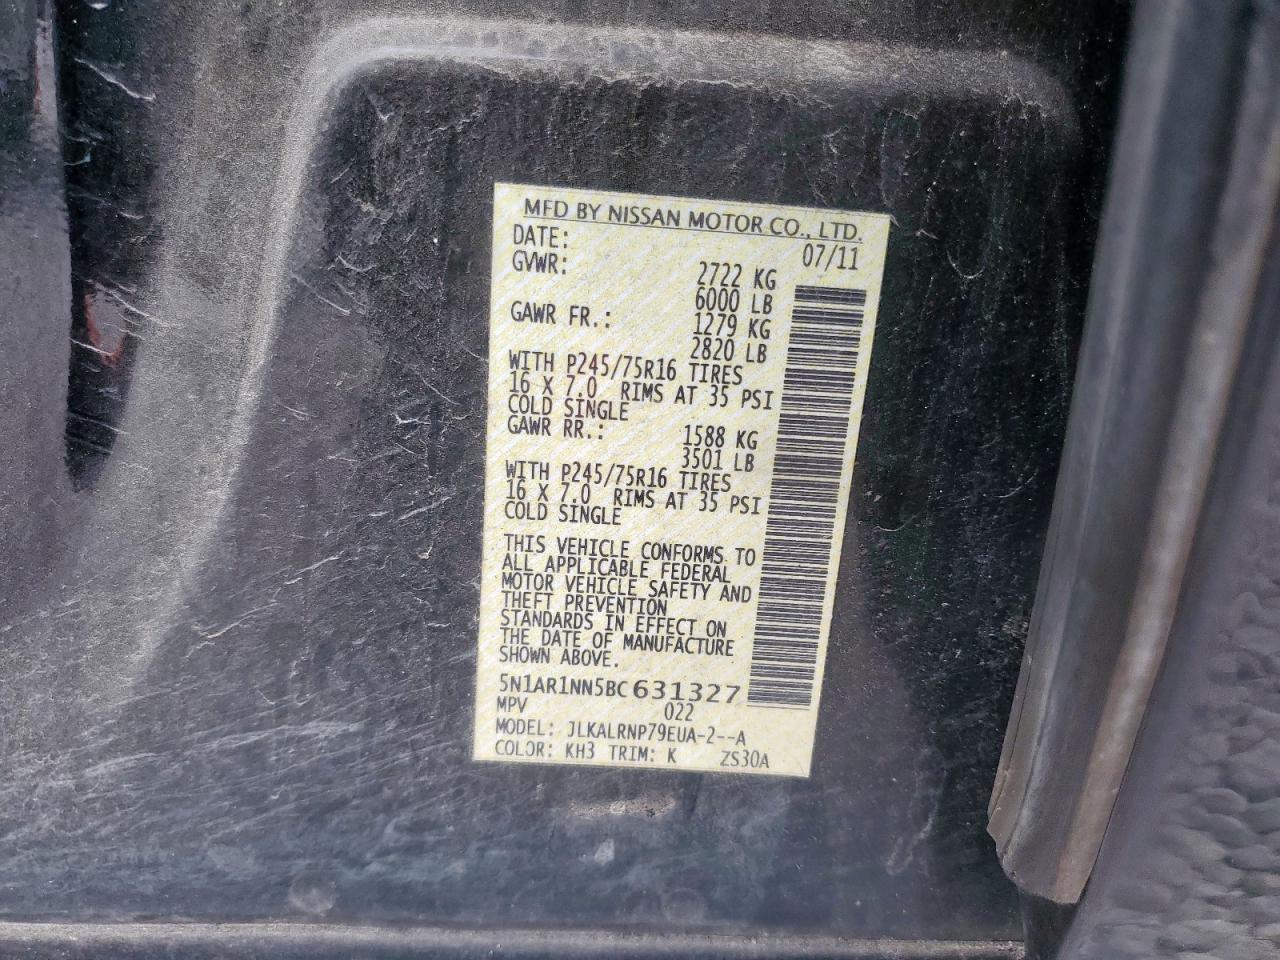 MFD BY NISSAN MOTOR CO., LTD.
DATE: 07/11
GVWR: 2722 KG
6000 LB
GAWR FR.: 1279 KG
2820 LB
WITH P245/75R16 TIRES
16 X 7.0 RIMS AT 35 PSI
COLD SINGLE
GAWR RR.: 1588 KG
3501 LB
WITH P245/75R16 TIRES
16 X 7.0 RIMS AT 35 PSI
COLD SINGLE
THIS VEHICLE CONFORMS TO
ALL APPLICABLE FEDERAL
MOTOR VEHICLE SAFETY AND
THEFT PREVENTION
STANDARDS IN EFFECT ON
THE DATE OF MANUFACTURE
SHOWN ABOVE.
5N1AR1NN5BC631327
MPV 022
MODEL: JLKALRNP79EUA-2--A
COLOR: KH3 TRIM: K ZS30A